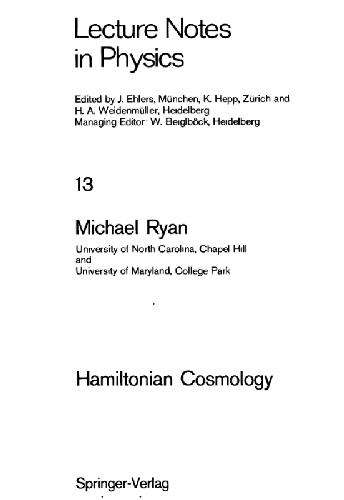 Lecture Notes
in Physics
Edited by J. Ehlers, München, K. Hepp, Zürich and
H. A. Weidenmüller, Heidelberg
Managing Editor: W. Beiglböck, Heidelberg
13
Michael Ryan
University of North Carolina, Chapel Hill
and
University of Maryland, College Park
Hamiltonian Cosmology
Springer-Verlag